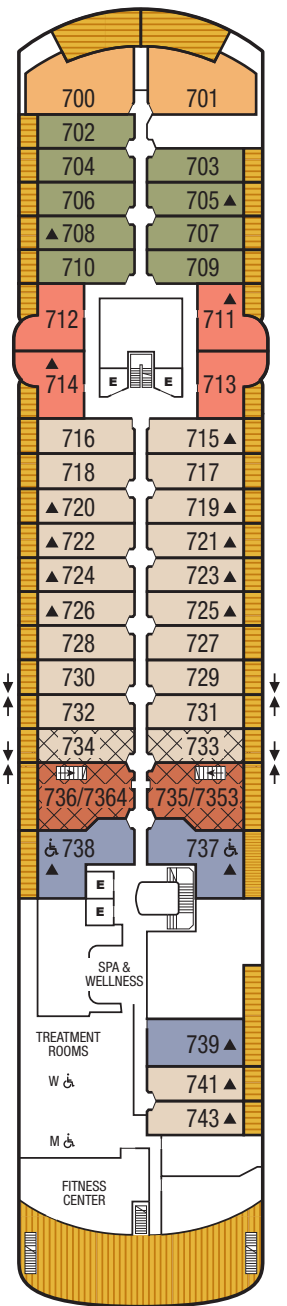 700 701
702
704 703
706 705
708 707
710 709
712 711
714 713
E E
716 715
718 717
720 719
722 721
724 723
726 725
728 727
730 729
732 731
734 733
736/7364 735/7353
738 737
E
E
SPA &
WELLNESS
TREATMENT
ROOMS
739
W
741
743
M
FITNESS
CENTER